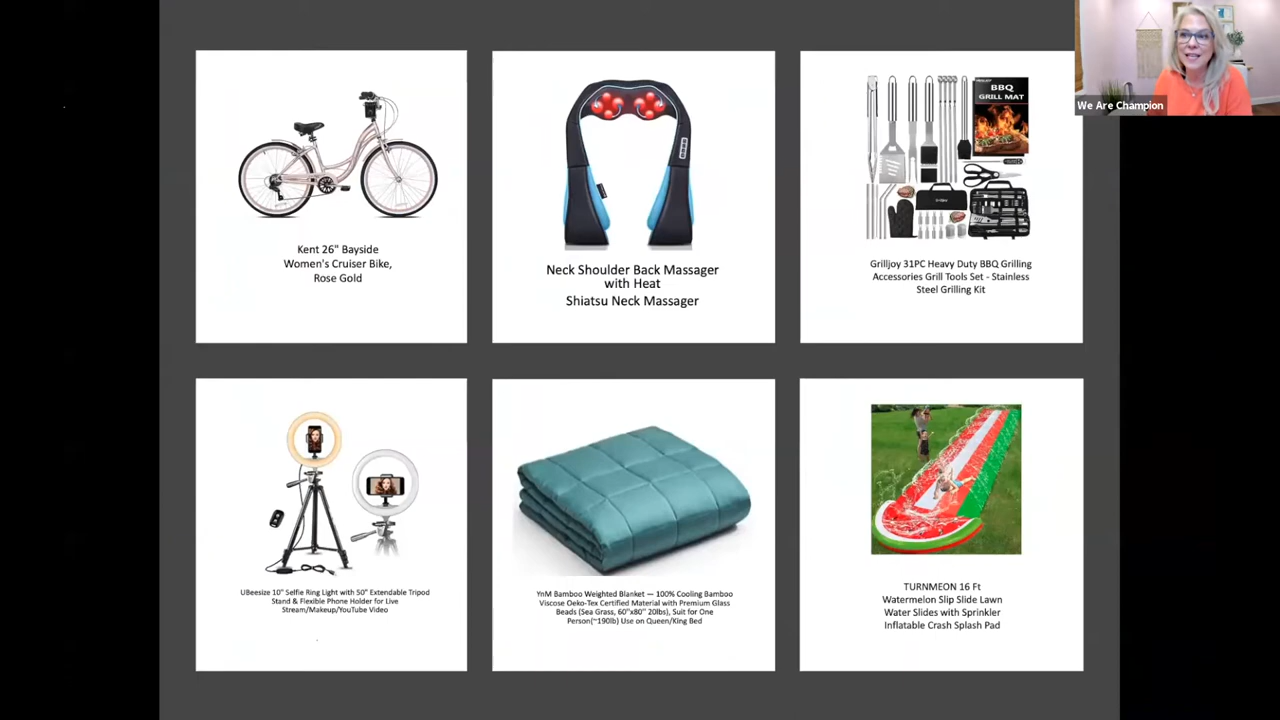 We Are Champion
BBQ
GRILL MAT
Kent 26" Bayside
Women's Cruiser Bike,
Rose Gold
Neck Shoulder Back Massager
with Heat
Shiatsu Neck Massager
Grilljoy 31PC Heavy Duty BBQ Grilling
Accessories Grill Tools Set - Stainless
Steel Grilling Kit
UBeesize 10" Selfie Ring Light with 50" Extendable Tripod
Stand & Flexible Phone Holder for Live
Stream/Makeup/YouTube Video
YnM Bamboo Weighted Blanket — 100% Cooling Bamboo
Viscose Oeko-Tex Certified Material with Premium Glass
Beads (Sea Grass, 60"x80" 20lbs), Suit for One
Person(~190lb) Use on Queen/King Bed
TURNMEON 16 Ft
Watermelon Slip Slide Lawn
Water Slides with Sprinkler
Inflatable Crash Splash Pad